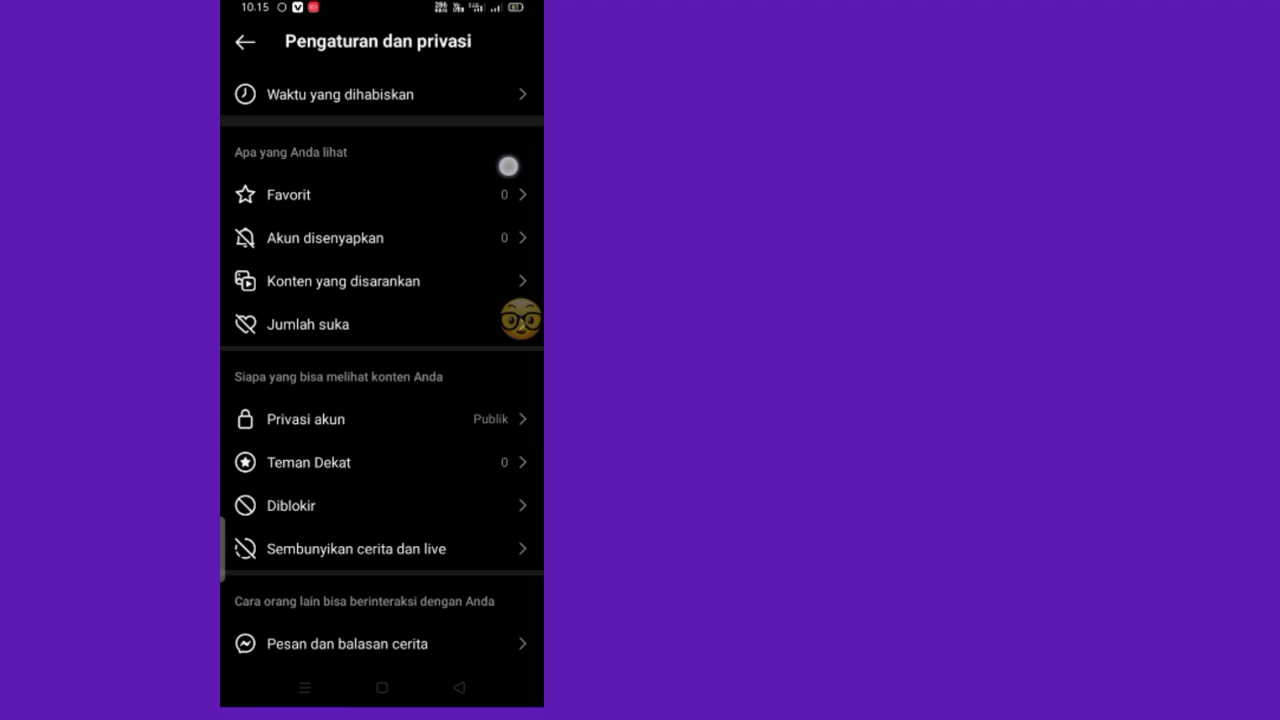 10.15
Pengaturan dan privasi
Waktu yang dihabiskan
Apa yang Anda lihat
Favorit 0
Akun disenyapkan 0
Konten yang disarankan
Jumlah suka
Siapa yang bisa melihat konten Anda
Privasi akun Publik
Teman Dekat 0
Diblokir
Sembunyikan cerita dan live
Cara orang lain bisa berinteraksi dengan Anda
Pesan dan balasan cerita